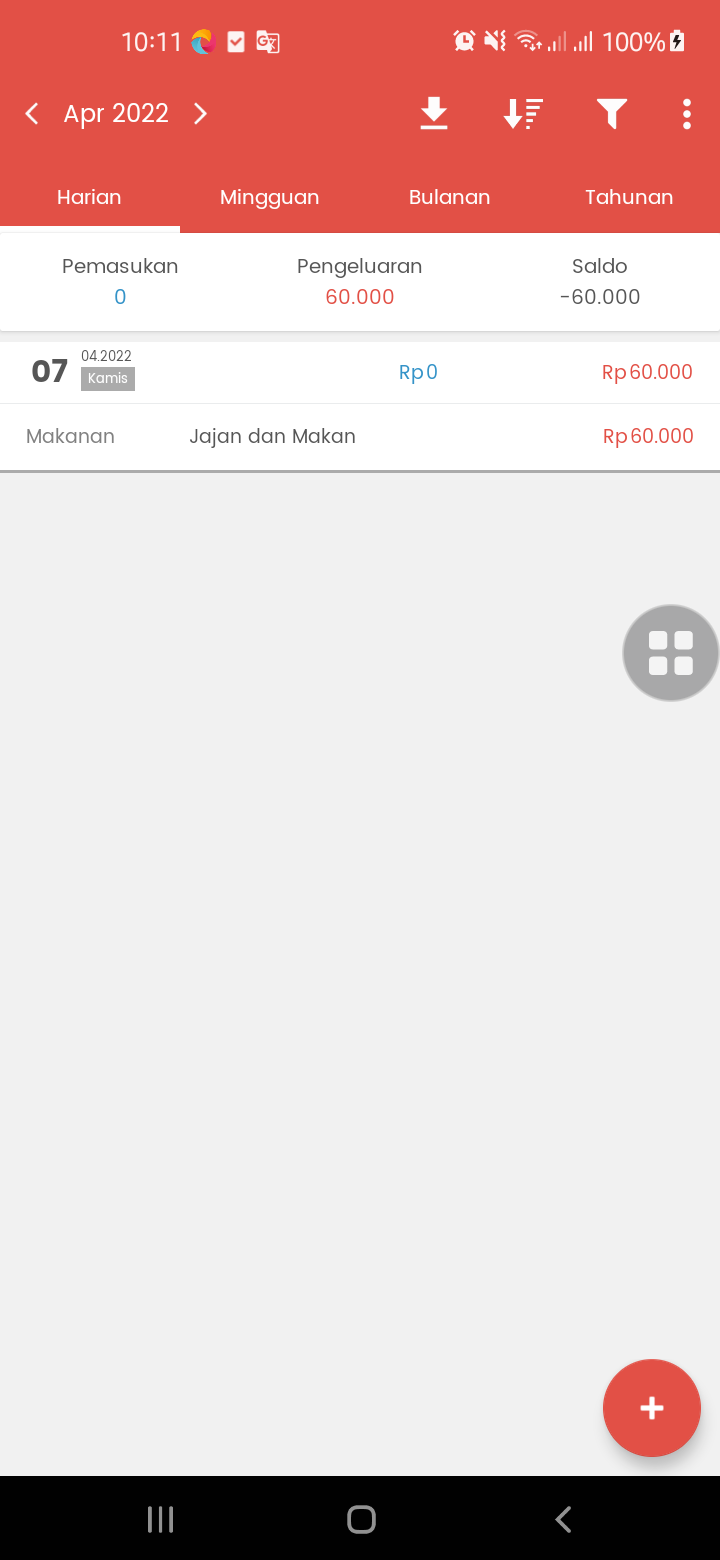 10:11 100%
Apr 2022
Harian Mingguan Bulanan Tahunan
Pemasukan Pengeluaran Saldo
0 60.000 -60.000
07 04.2022 Kamis Rp 0 Rp 60.000
Makanan Jajan dan Makan Rp 60.000